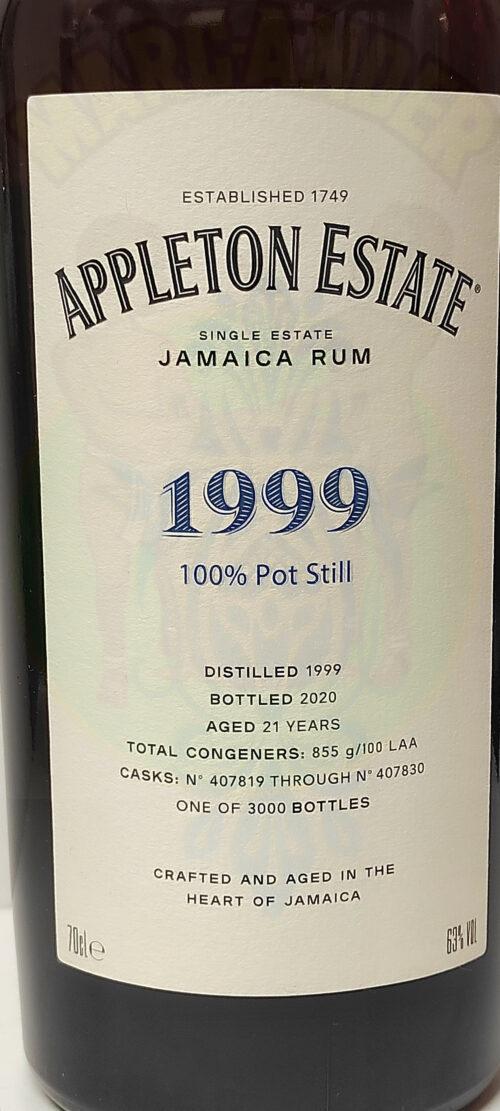 MARLANDER
ESTABLISHED 1749
APPLETON ESTATE®
SINGLE ESTATE
JAMAICA RUM
1999
100% Pot Still
DISTILLED 1999
BOTTLED 2020
AGED 21 YEARS
TOTAL CONGENERS: 855 g/100 LAA
CASKS: N° 407819 THROUGH N° 407830
ONE OF 3000 BOTTLES
CRAFTED AND AGED IN THE
HEART OF JAMAICA
70cl e
63% VOL